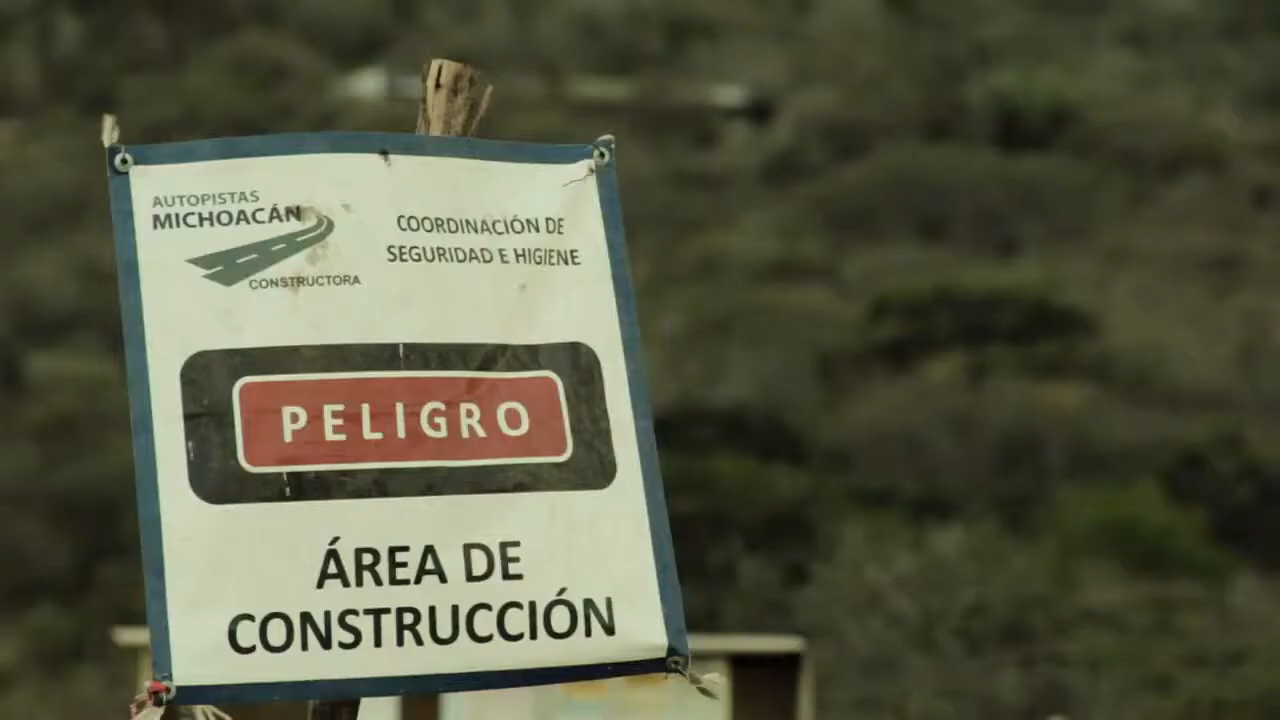 AUTOPISTAS
MICHOACÁN
CONSTRUCTORA
COORDINACIÓN DE
SEGURIDAD E HIGIENE
PELIGRO
ÁREA DE
CONSTRUCCIÓN